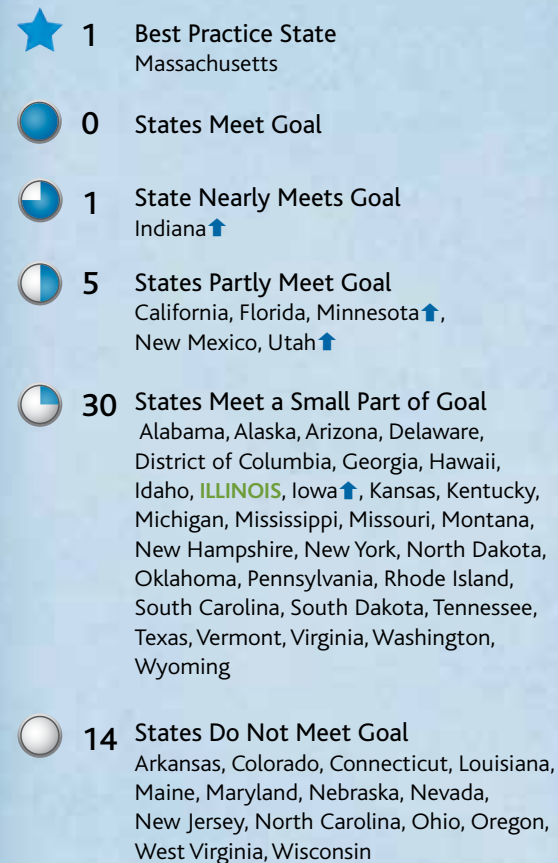 1 Best Practice State
Massachusetts
0 States Meet Goal
1 State Nearly Meets Goal
Indiana⬆
5 States Partly Meet Goal
California, Florida, Minnesota⬆,
New Mexico, Utah⬆
30 States Meet a Small Part of Goal
Alabama, Alaska, Arizona, Delaware,
District of Columbia, Georgia, Hawaii,
Idaho, ILLINOIS, Iowa⬆, Kansas, Kentucky,
Michigan, Mississippi, Missouri, Montana,
New Hampshire, New York, North Dakota,
Oklahoma, Pennsylvania, Rhode Island,
South Carolina, South Dakota, Tennessee,
Texas, Vermont, Virginia, Washington,
Wyoming
14 States Do Not Meet Goal
Arkansas, Colorado, Connecticut, Louisiana,
Maine, Maryland, Nebraska, Nevada,
New Jersey, North Carolina, Ohio, Oregon,
West Virginia, Wisconsin